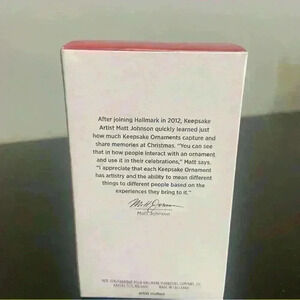 After joining Hallmark in 2012, Keepsake
Artist Matt Johnson quickly learned just
how much Keepsake Ornaments capture and
share memories at Christmas. “You can see
that in how people interact with an ornament
and use it in their celebrations,” Matt says.
“I appreciate that each Keepsake Ornament
has artistry and the ability to mean different
things to different people based on the
experiences they bring to it.”
Matt Johnson